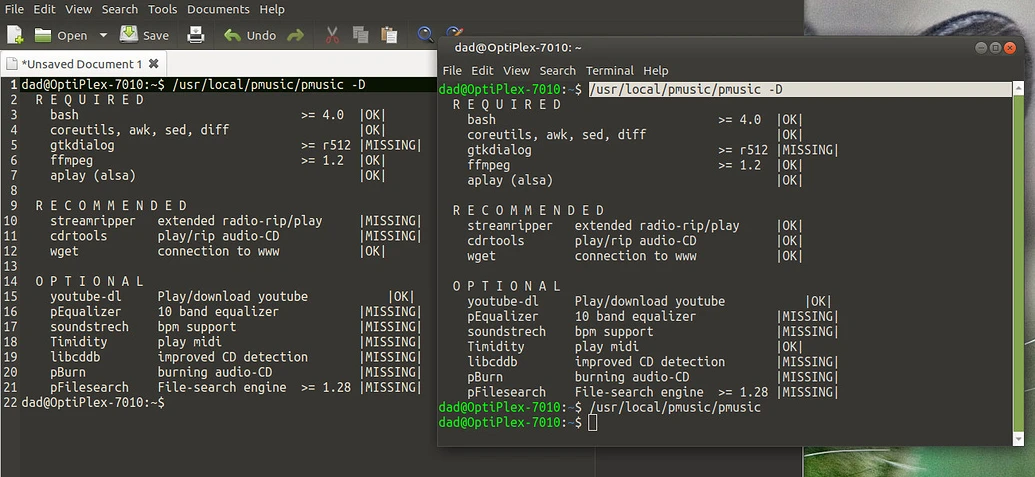 File Edit View Search Tools Documents Help
Open Save Undo
*Unsaved Document 1
1 dad@OptiPlex-7010:~$ /usr/local/pmusic/pmusic -D
2 R E Q U I R E D
3 bash >= 4.0 |OK|
4 coreutils, awk, sed, diff |OK|
5 gtkdialog >= r512 |MISSING|
6 ffmpeg >= 1.2 |OK|
7 aplay (alsa) |OK|
8
9 R E C O M M E N D E D
10 streamripper extended radio-rip/play |MISSING|
11 cdrtools play/rip audio-CD |MISSING|
12 wget connection to www |OK|
13
14 O P T I O N A L
15 youtube-dl Play/download youtube |OK|
16 pEqualizer 10 band equalizer |MISSING|
17 soundstrech bpm support |MISSING|
18 Timidity play midi |MISSING|
19 libcddb improved CD detection |MISSING|
20 pBurn burning audio-CD |MISSING|
21 pFilesearch File-search engine >= 1.28 |MISSING|
22 dad@OptiPlex-7010:~$
dad@OptiPlex-7010: ~
File Edit View Search Terminal Help
dad@OptiPlex-7010:~$ /usr/local/pmusic/pmusic -D
R E Q U I R E D
bash >= 4.0 |OK|
coreutils, awk, sed, diff |OK|
gtkdialog >= r512 |MISSING|
ffmpeg >= 1.2 |OK|
aplay (alsa) |OK|
R E C O M M E N D E D
streamripper extended radio-rip/play |OK|
cdrtools play/rip audio-CD |OK|
wget connection to www |OK|
O P T I O N A L
youtube-dl Play/download youtube |OK|
pEqualizer 10 band equalizer |MISSING|
soundstrech bpm support |MISSING|
Timidity play midi |OK|
libcddb improved CD detection |MISSING|
pBurn burning audio-CD |MISSING|
pFilesearch File-search engine >= 1.28 |MISSING|
dad@OptiPlex-7010:~$ /usr/local/pmusic/pmusic
dad@OptiPlex-7010:~$